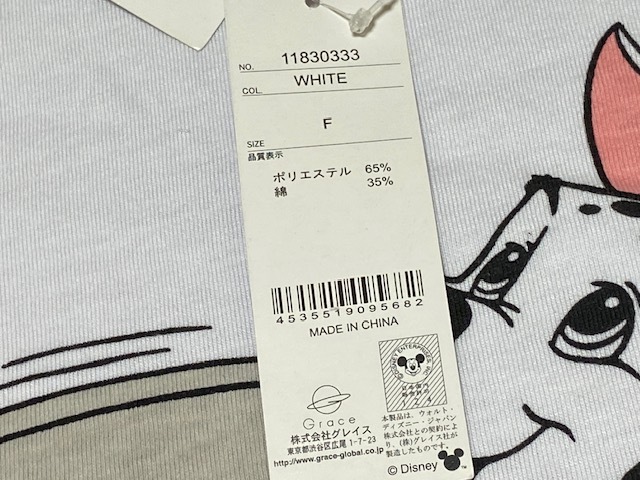 NO. 11830333
COL. WHITE
SIZE F
品質表示
ポリエステル 65%
綿 35%
4535519095682
MADE IN CHINA
Grace
株式会社グレイス
東京都渋谷区広尾1-7-23
http://www.grace-global.co.jp
本製品は、ウォルト・
ディズニー・ジャパン
株式会社との契約によ
り、(株)グレイス社が
製造したものです。
© Disney